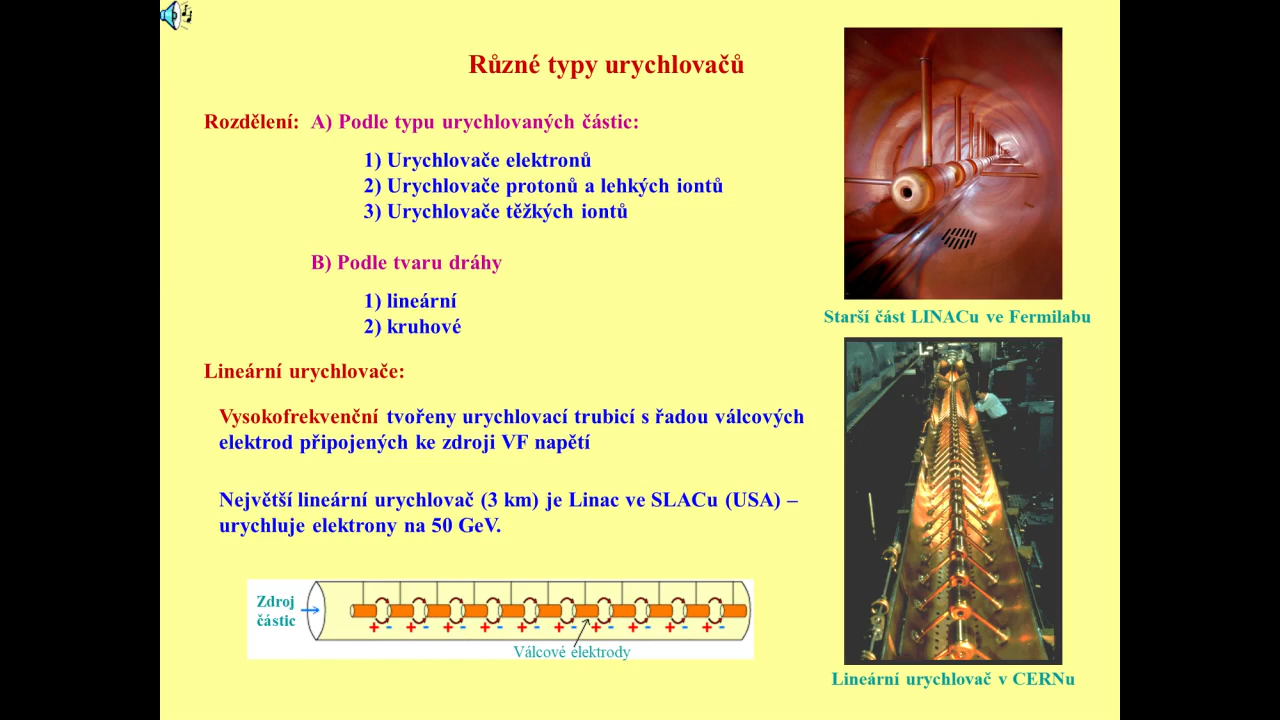 Různé typy urychlovačů
Rozdělení: A) Podle typu urychlovaných částic:
1) Urychlovače elektronů
2) Urychlovače protonů a lehkých iontů
3) Urychlovače těžkých iontů
B) Podle tvaru dráhy
1) lineární
2) kruhové
Starší část LINACu ve Fermilabu
Lineární urychlovače:
Vysokofrekvenční tvořeny urychlovací trubicí s řadou válcových
elektrod připojených ke zdroji VF napětí
Největší lineární urychlovač (3 km) je Linac ve SLACu (USA) –
urychluje elektrony na 50 GeV.
Zdroj
částic
+ - + - + - + - + - + - + - + - + - + -
Válcové elektrody
Lineární urychlovač v CERNu